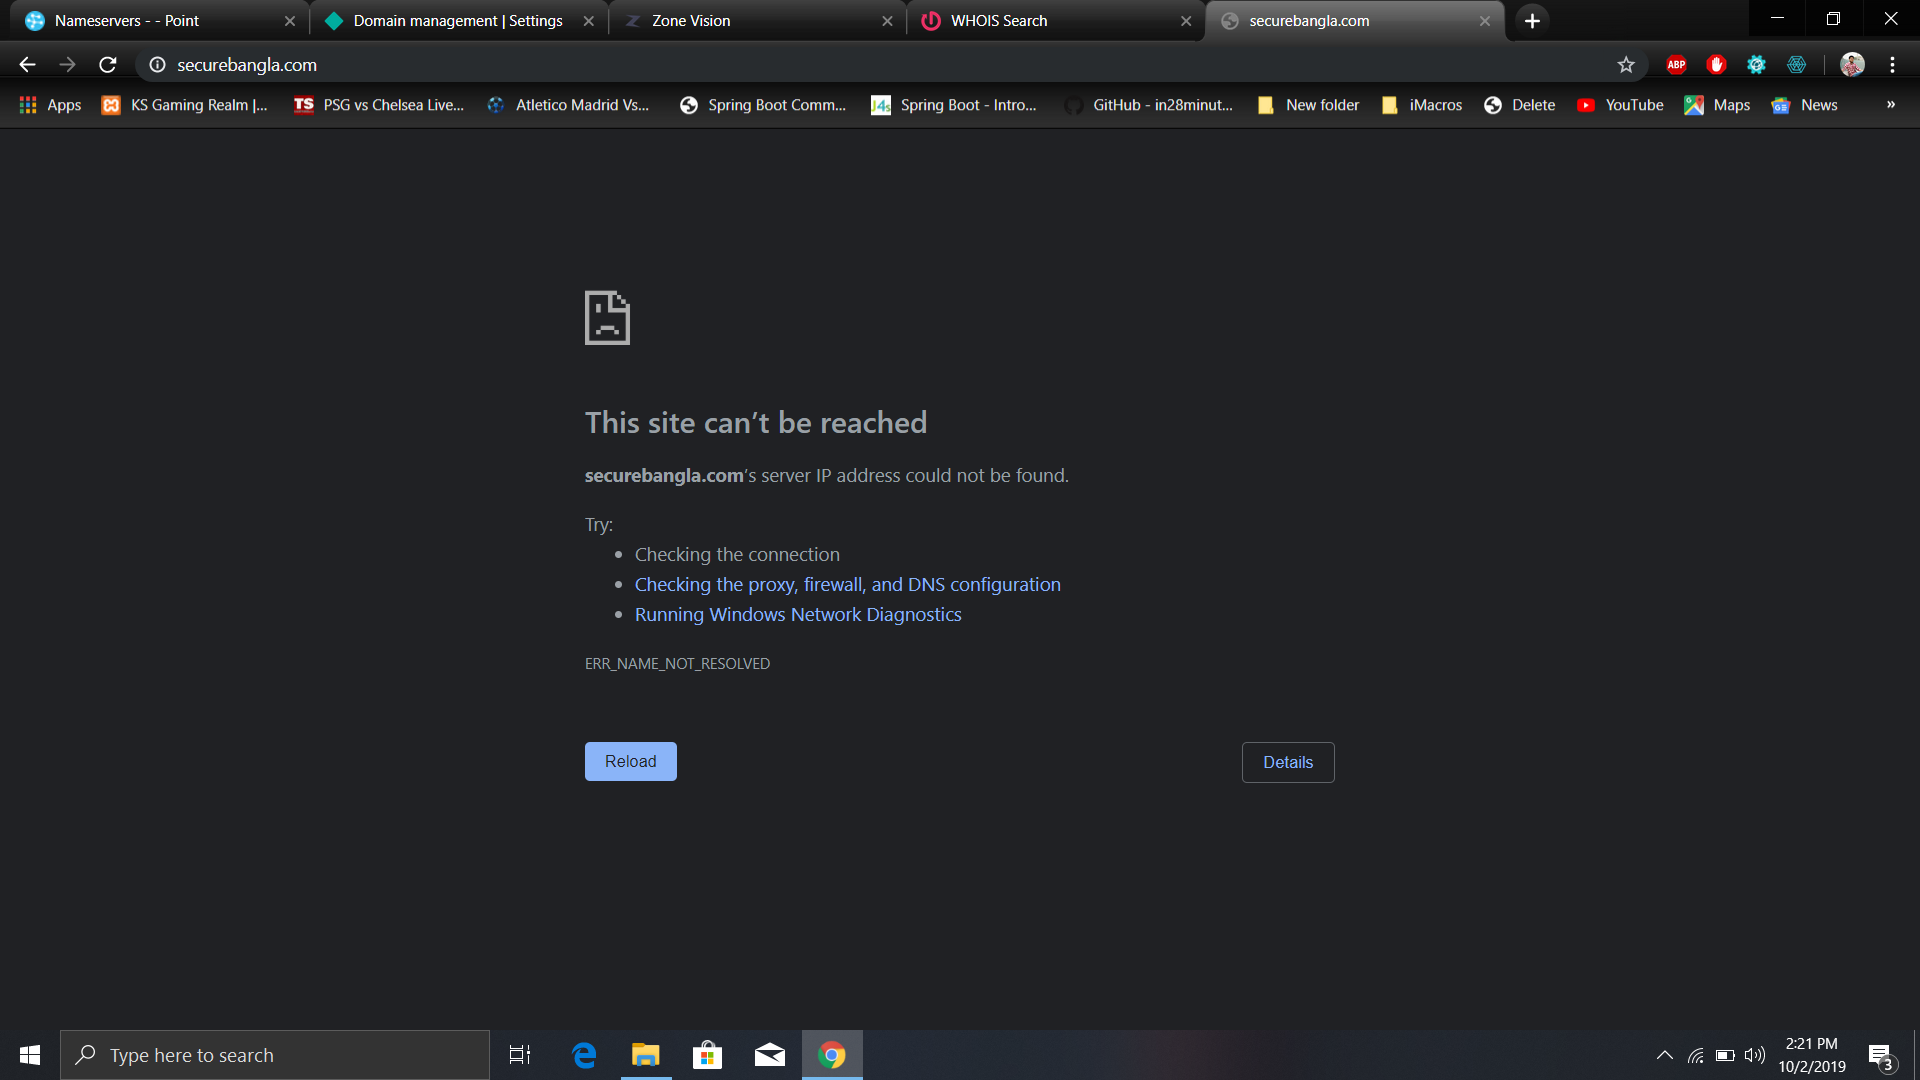 Nameservers - - Point
Domain management | Settings
Zone Vision
WHOIS Search
securebangla.com
securebangla.com
ABP
Apps
KS Gaming Realm |...
TS
PSG vs Chelsea Live...
Atletico Madrid Vs...
Spring Boot Comm...
J4s
Spring Boot - Intro...
GitHub - in28minut...
New folder
iMacros
Delete
YouTube
Maps
News
»
This site can’t be reached
securebangla.com’s server IP address could not be found.
Try:
• Checking the connection
• Checking the proxy, firewall, and DNS configuration
• Running Windows Network Diagnostics
ERR_NAME_NOT_RESOLVED
Reload
Details
Type here to search
2:21 PM
10/2/2019
3